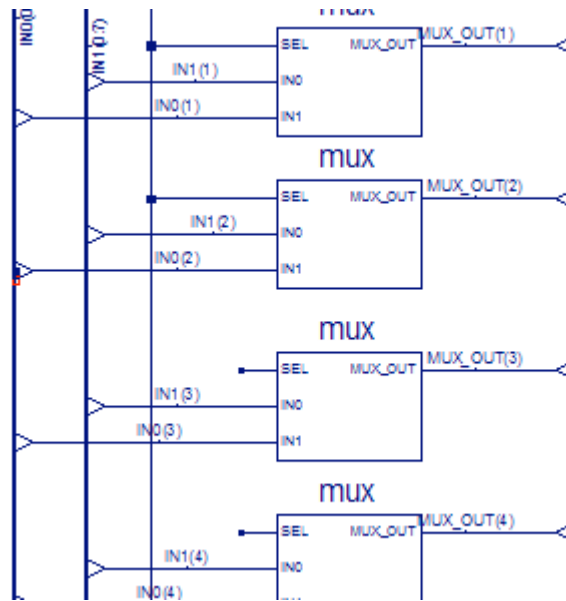 mux
IN0(0
IN1(0:7)
SEL MUX_OUT MUX_OUT(1)
IN1(1) IN0
IN0(1) IN1
mux
SEL MUX_OUT MUX_OUT(2)
IN1(2) IN0
IN0(2) IN1
mux
SEL MUX_OUT MUX_OUT(3)
IN1(3) IN0
IN0(3) IN1
mux
SEL MUX_OUT MUX_OUT(4)
IN1(4) IN0
IN0(4) IN1